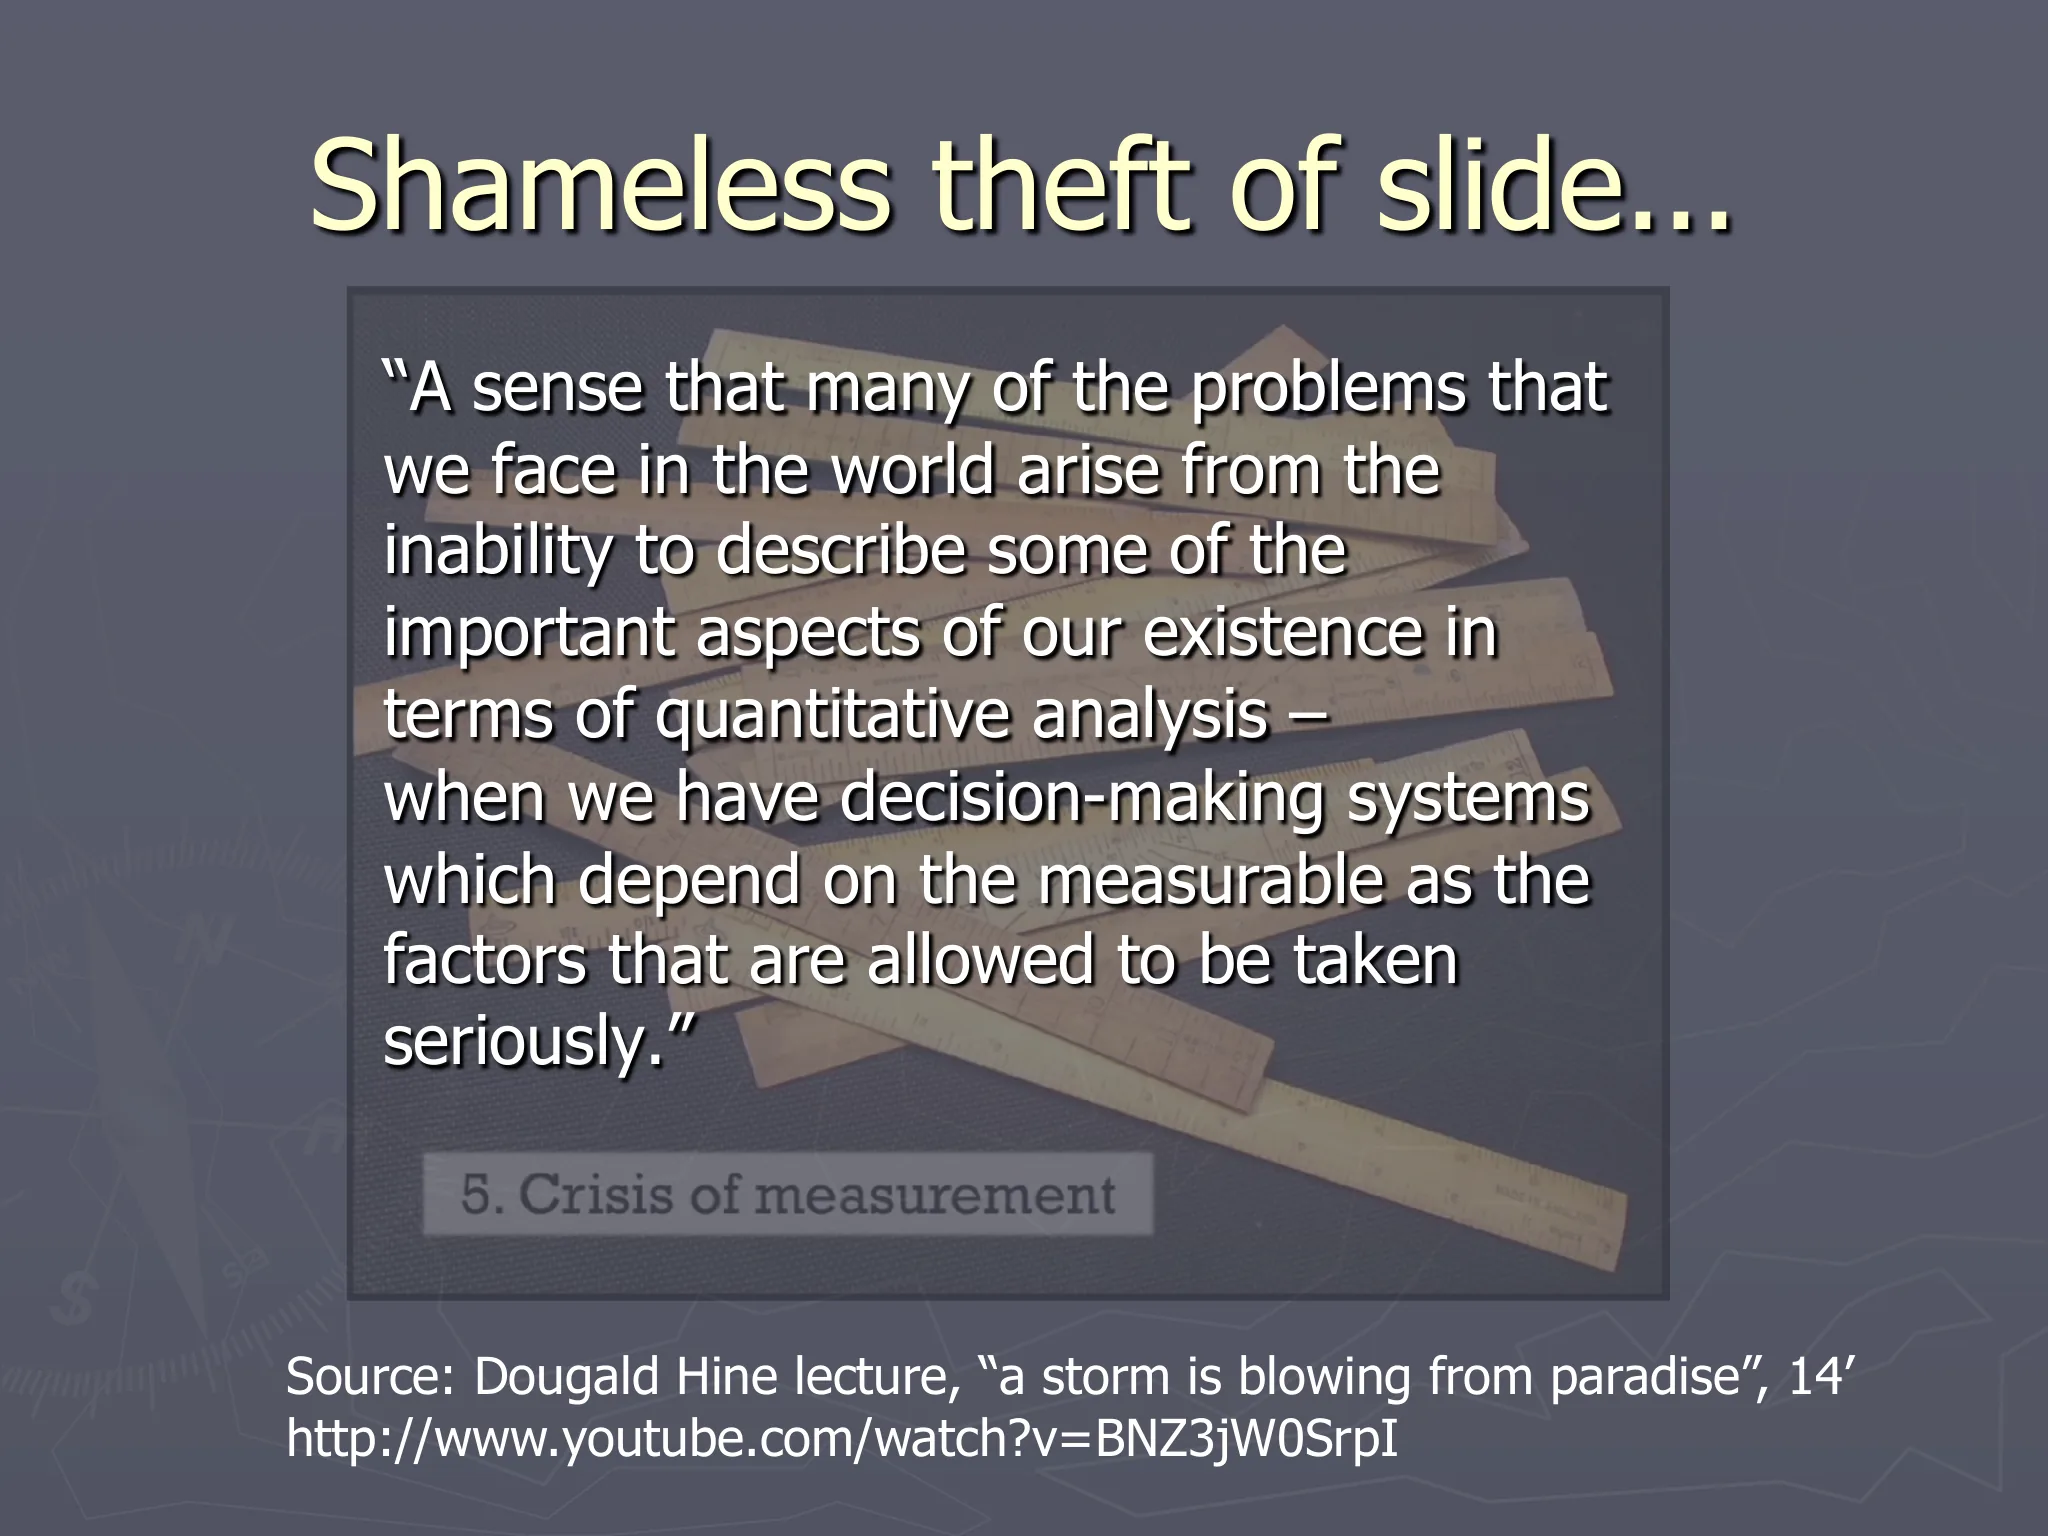 Shameless theft of slide...
“A sense that many of the problems that
we face in the world arise from the
inability to describe some of the
important aspects of our existence in
terms of quantitative analysis –
when we have decision-making systems
which depend on the measurable as the
factors that are allowed to be taken
seriously.”
5. Crisis of measurement
N
S
SE
Source: Dougald Hine lecture, “a storm is blowing from paradise”, 14’
http://www.youtube.com/watch?v=BNZ3jW0SrpI